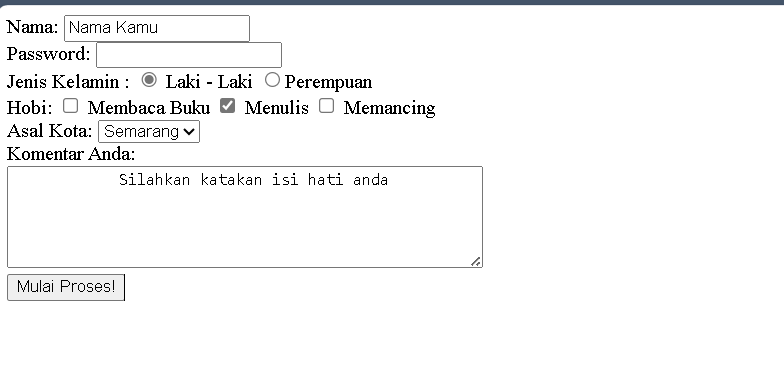 Nama: Nama Kamu
Password:
Jenis Kelamin : Laki - Laki Perempuan
Hobi: Membaca Buku Menulis Memancing
Asal Kota: Semarang
Komentar Anda:
Silahkan katakan isi hati anda
Mulai Proses!